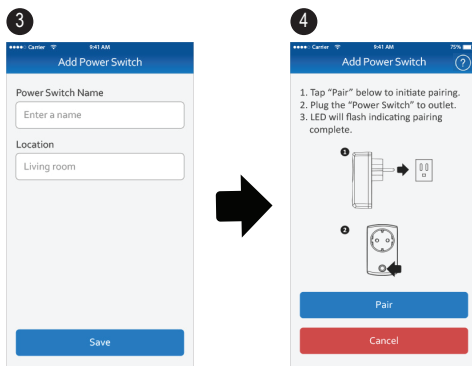 3
Carrier 9:41 AM
Add Power Switch
Power Switch Name
Enter a name
Location
Living room
Save
4
Carrier 9:41 AM 75%
Add Power Switch ?
1. Tap "Pair" below to initiate pairing.
2. Plug the "Power Switch" to outlet.
3. LED will flash indicating pairing
complete.
1
2
Pair
Cancel